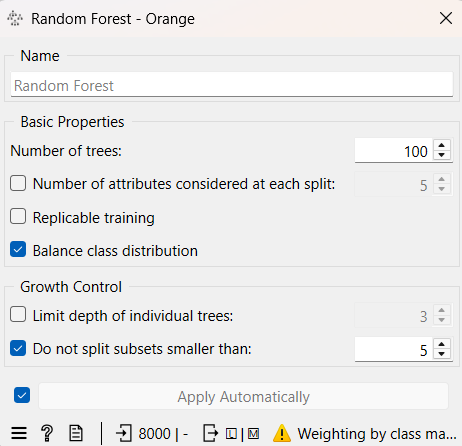 Random Forest - Orange
Name
Random Forest
Basic Properties
Number of trees: 100
Number of attributes considered at each split: 5
Replicable training
Balance class distribution
Growth Control
Limit depth of individual trees: 3
Do not split subsets smaller than: 5
Apply Automatically
? 8000 | - L | M Weighting by class ma...